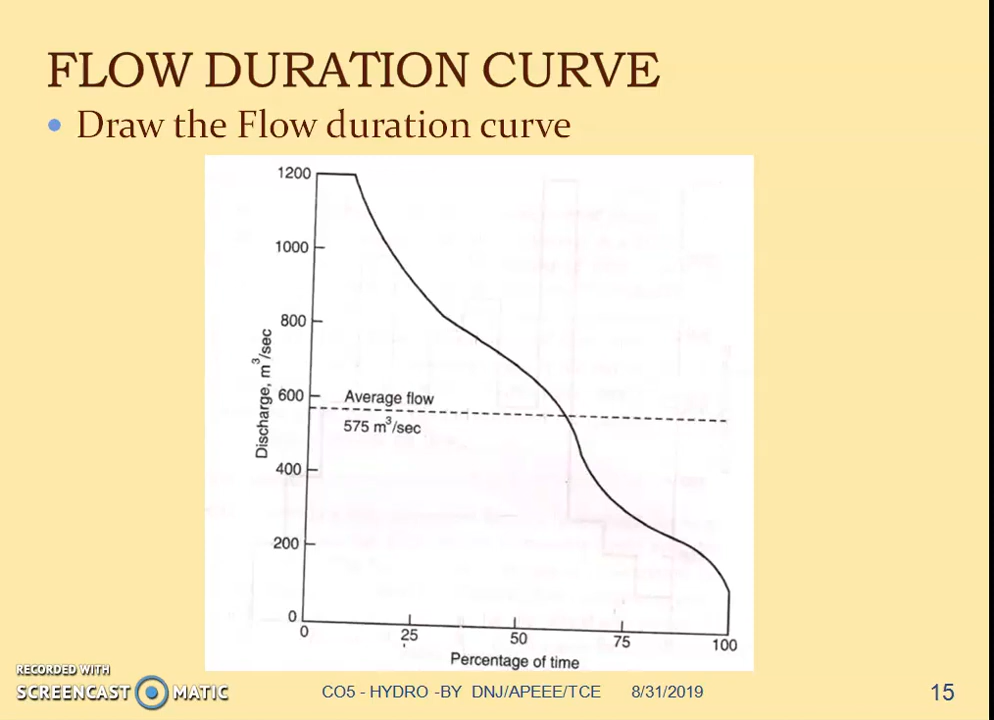 FLOW DURATION CURVE
• Draw the Flow duration curve
1200
1000
800
600
400
200
0
Discharge, m³/sec
Average flow
575 m³/sec
0 25 50 75 100
Percentage of time
RECORDED WITH
SCREENCAST MATIC
CO5 - HYDRO -BY DNJ/APEEE/TCE 8/31/2019 15